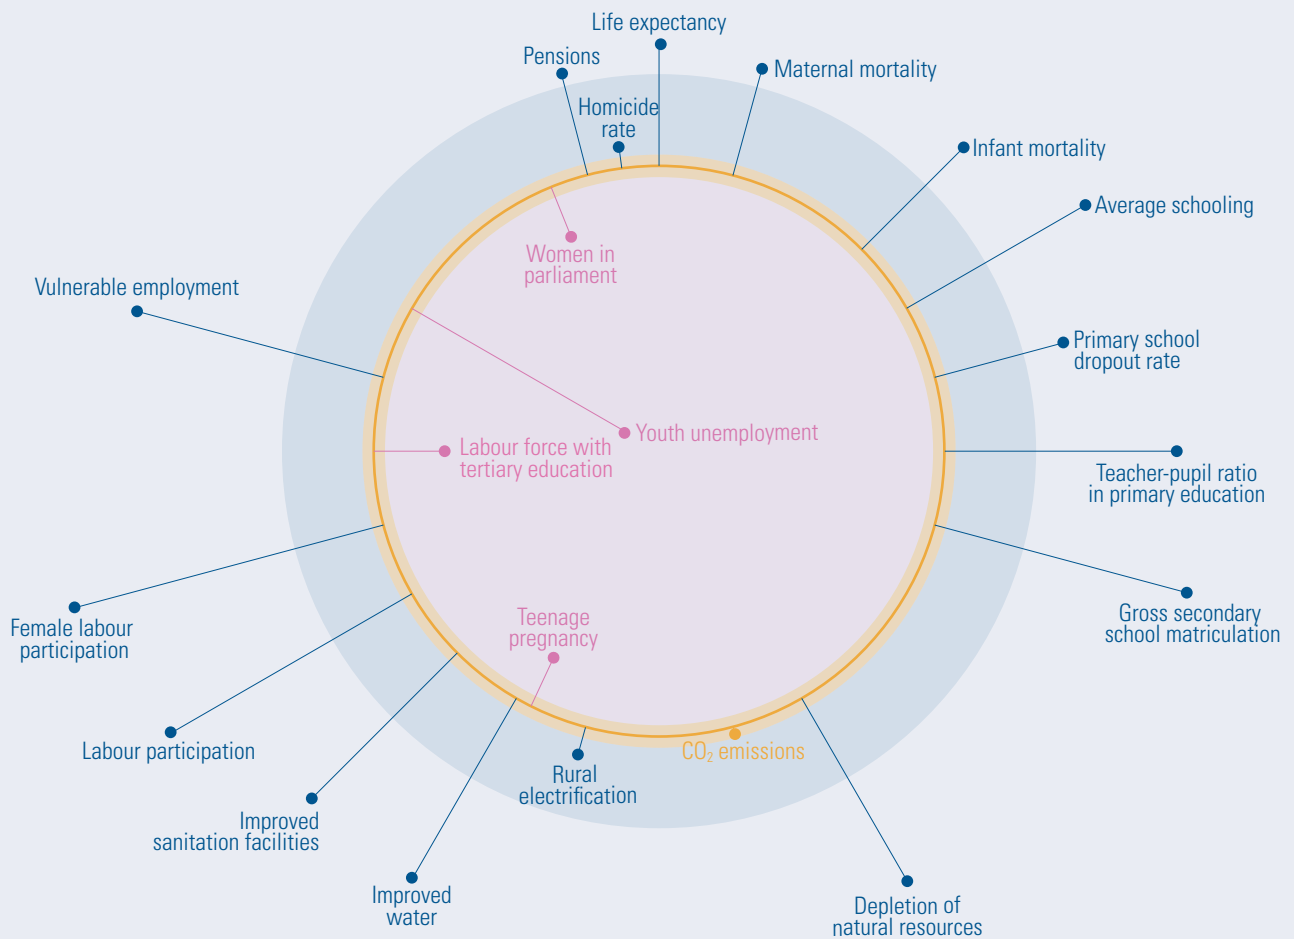 Life expectancy
Pensions
Maternal mortality
Homicide
rate
Infant mortality
Average schooling
Women in
parliament
Vulnerable employment
Primary school
dropout rate
Youth unemployment
Labour force with
tertiary education
Teacher-pupil ratio
in primary education
Female labour
participation
Teenage
pregnancy
Gross secondary
school matriculation
Labour participation
CO₂ emissions
Rural
electrification
Improved
sanitation facilities
Improved
water
Depletion of
natural resources